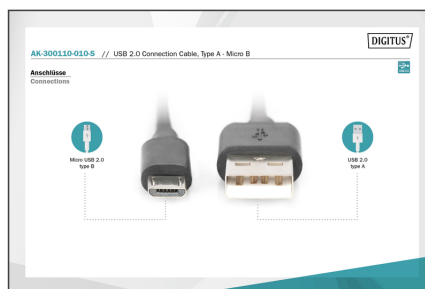 DIGITUS®
AK-300110-010-S // USB 2.0 Connection Cable, Type A - Micro B
Anschlüsse
Connections
Micro USB 2.0
type B
USB 2.0
type A